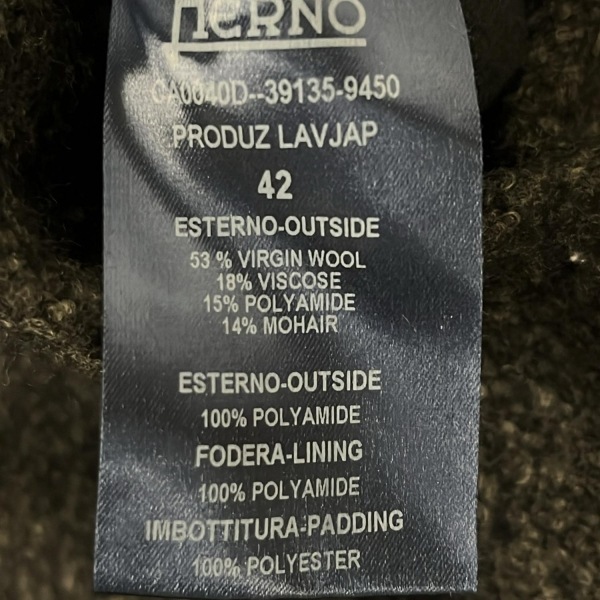 HERNO
CA0040D--39135-9450
PRODUZ LAVJAP
42
ESTERNO-OUTSIDE
53 % VIRGIN WOOL
18% VISCOSE
15% POLYAMIDE
14% MOHAIR
ESTERNO-OUTSIDE
100% POLYAMIDE
FODERA-LINING
100% POLYAMIDE
IMBOTTITURA-PADDING
100% POLYESTER